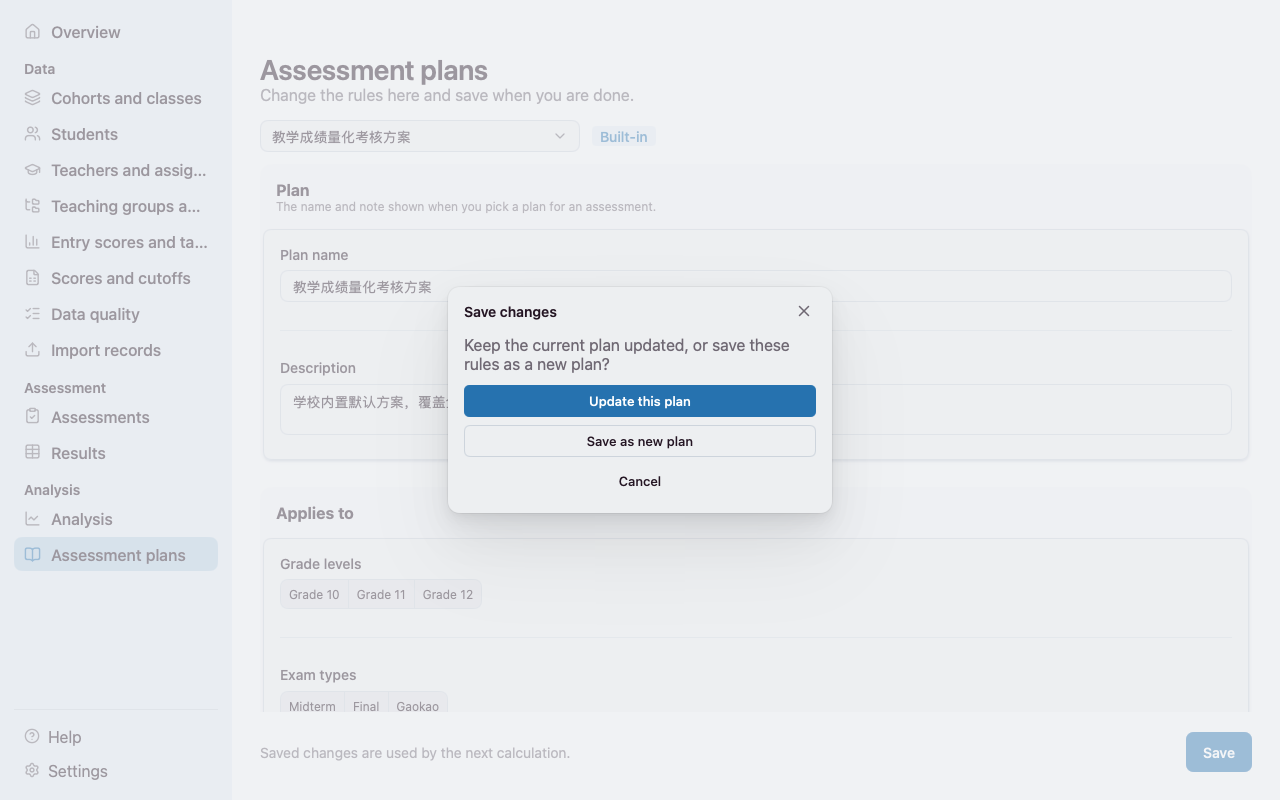 Overview
Data
Cohorts and classes
Students
Teachers and assig...
Teaching groups a...
Entry scores and ta...
Scores and cutoffs
Data quality
Import records
Assessment
Assessments
Results
Analysis
Analysis
Assessment plans
Help
Settings
Assessment plans
Change the rules here and save when you are done.
教学成绩量化考核方案
Built-in
Plan
The name and note shown when you pick a plan for an assessment.
Plan name
教学成绩量化考核方案
Description
学校内置默认方案，覆盖
Save changes
Keep the current plan updated, or save these
rules as a new plan?
Update this plan
Save as new plan
Cancel
Applies to
Grade levels
Grade 10 Grade 11 Grade 12
Exam types
Midterm Final Gaokao
Saved changes are used by the next calculation.
Save